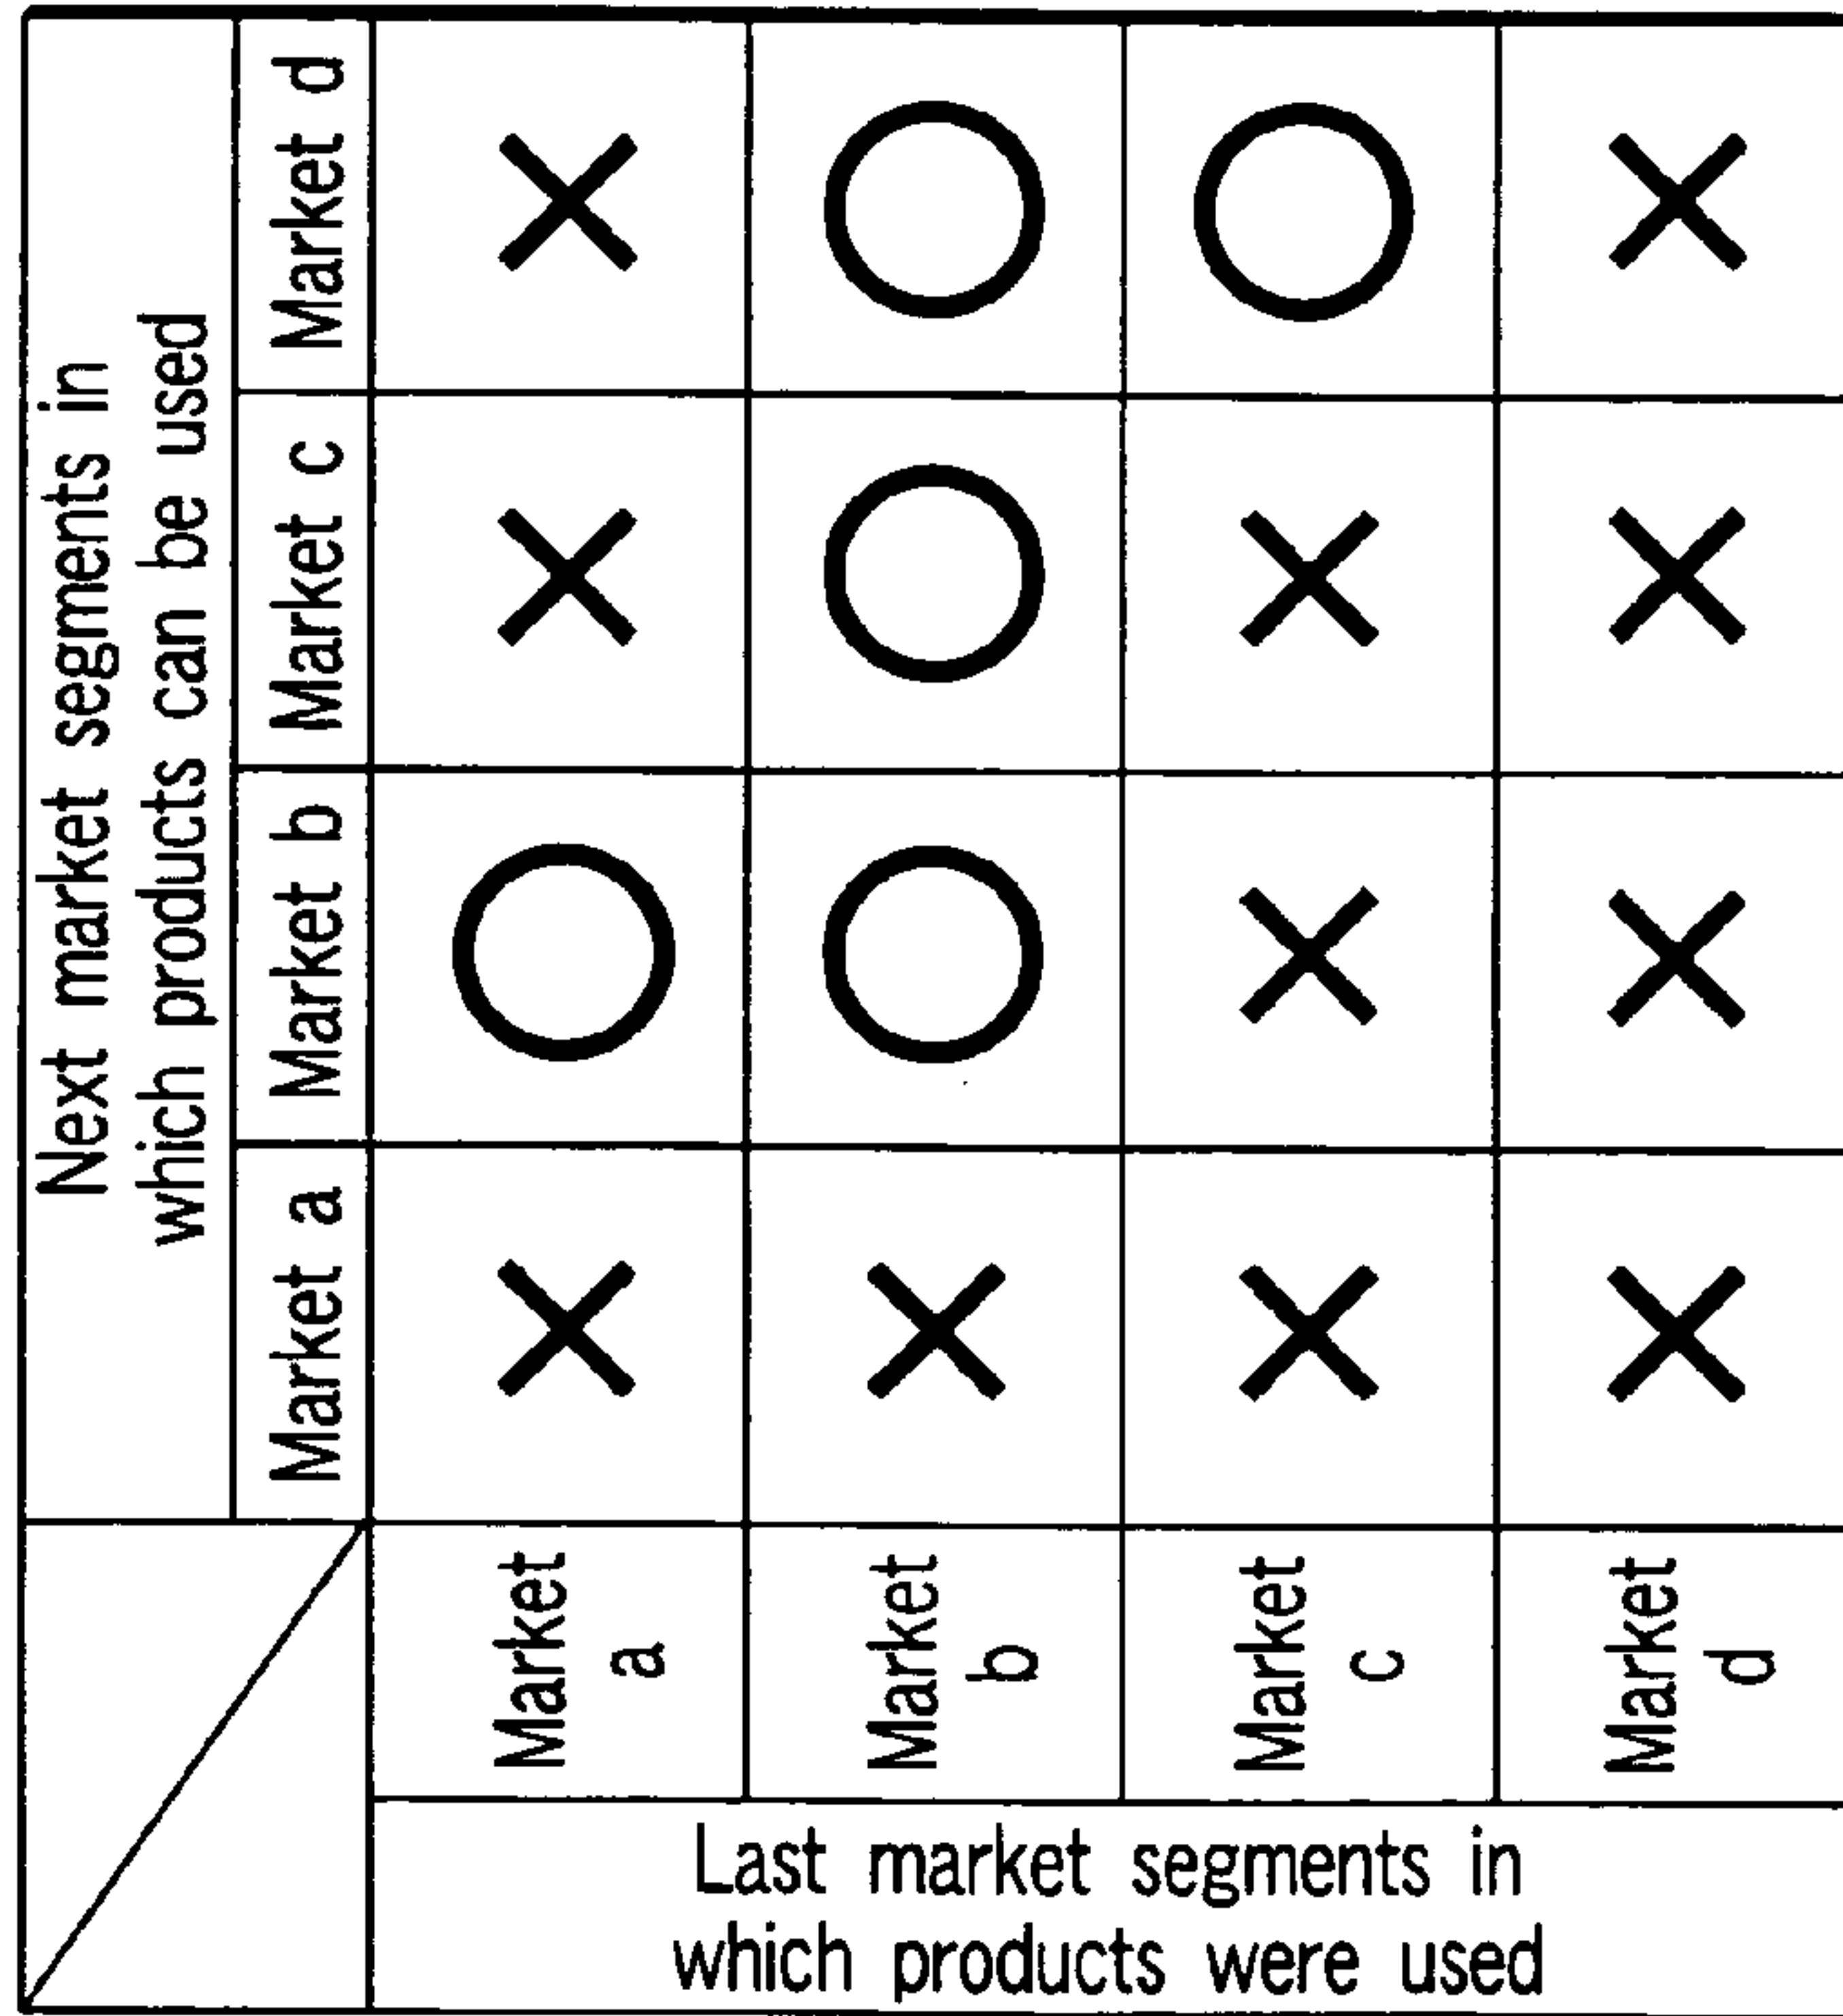 Next market segments in
which products can be used
Market a
Market b
Market c
Market d
Last market segments in
which products were used
Market
a
Market
b
Market
c
Market
d